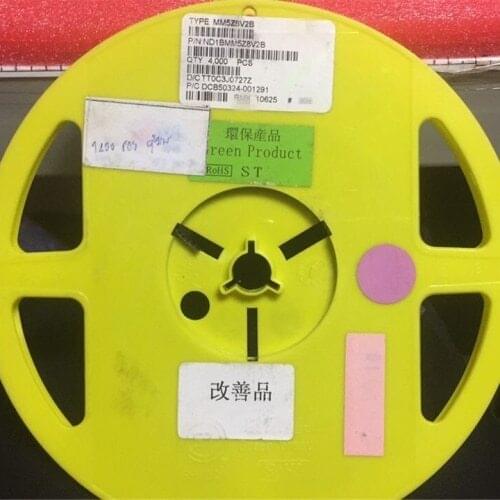 TYPE MM5Z8V2B
P/N:ND1BMM5Z8V2B
QTY 4,000 PCS
D/C TT0C3J0727Z
P/C DCB50324-001291
10625 #
環保產品
Green Product
RoHS ST
PCS
改善品